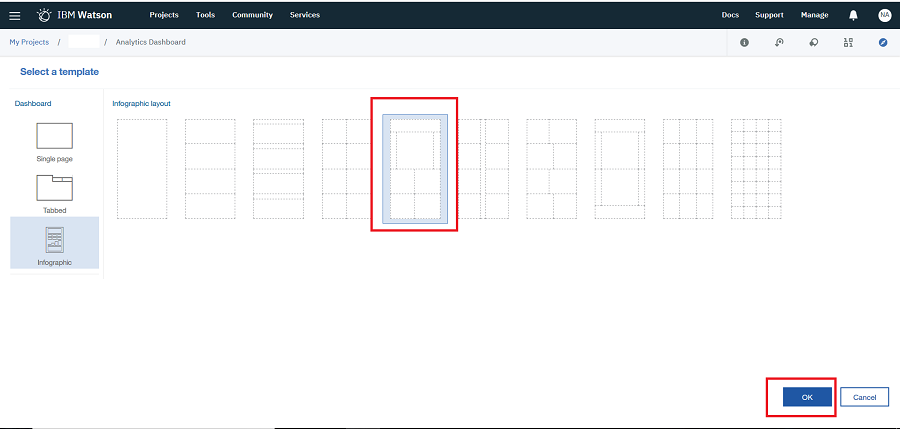 IBM Watson Projects Tools Community Services Docs Support Manage NA
My Projects / / Analytics Dashboard
Select a template
Dashboard
Infographic layout
Single page
Tabbed
Infographic
OK Cancel